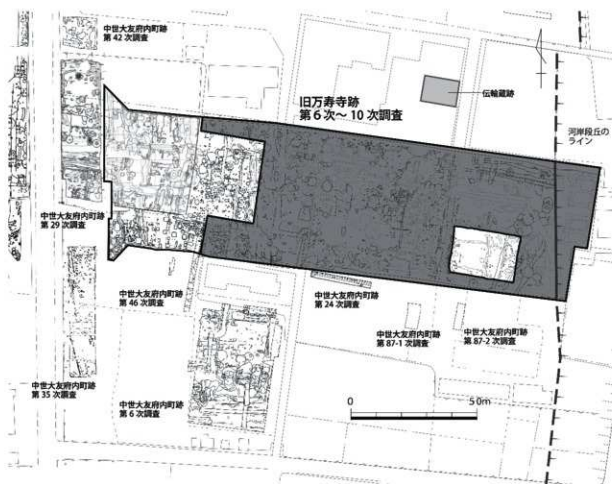 中世大友府内町跡
第 42 次調査
旧万寿寺跡
第 6 次～ 10 次調査
伝輪蔵跡
河岸段丘の
ライン
中世大友府内町跡
第 29 次調査
中世大友府内町跡
第 46 次調査
中世大友府内町跡
第 24 次調査
中世大友府内町跡
第 87-1 次調査
中世大友府内町跡
第 87-2 次調査
中世大友府内町跡
第 35 次調査
中世大友府内町跡
第 6 次調査
0
50m